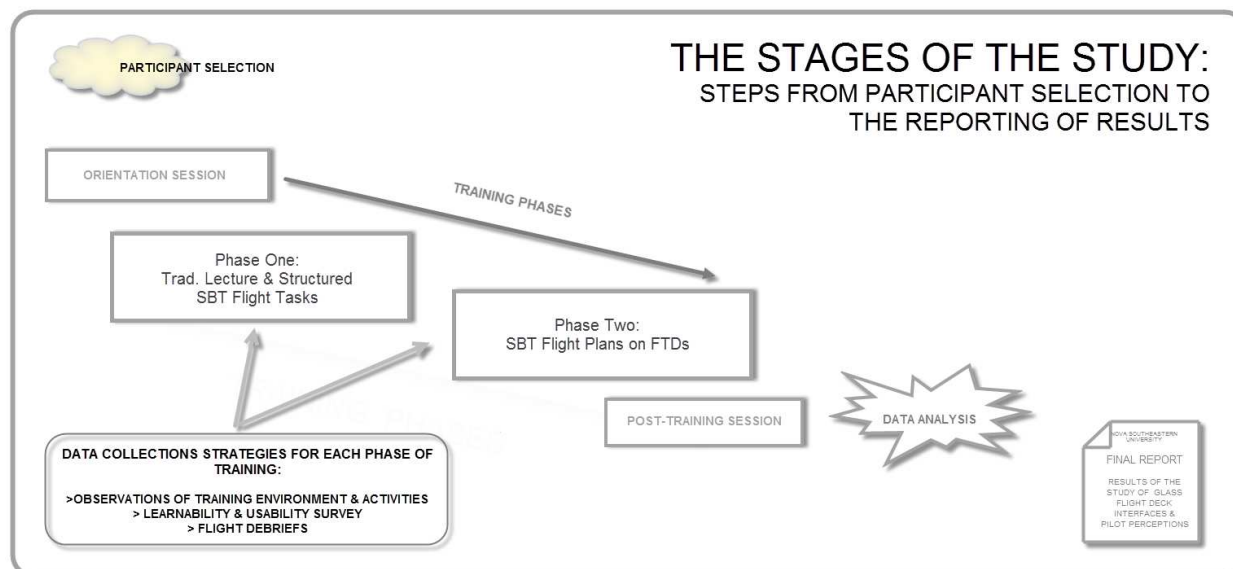 PARTICIPANT SELECTION
THE STAGES OF THE STUDY:
STEPS FROM PARTICIPANT SELECTION TO
THE REPORTING OF RESULTS
ORIENTATION SESSION
TRAINING PHASES
Phase One:
Trad. Lecture & Structured
SBT Flight Tasks
Phase Two:
SBT Flight Plans on FTDs
POST-TRAINING SESSION
DATA ANALYSIS
DATA COLLECTIONS STRATEGIES FOR EACH PHASE OF
TRAINING:
>OBSERVATIONS OF TRAINING ENVIRONMENT & ACTIVITIES
> LEARNABILITY & USABILITY SURVEY
> FLIGHT DEBRIEFS
NOVA SOUTHEASTERN
UNIVERSITY
FINAL REPORT
RESULTS OF THE
STUDY OF GLASS
FLIGHT DECK
INTERFACES &
PILOT PERCEPTIONS